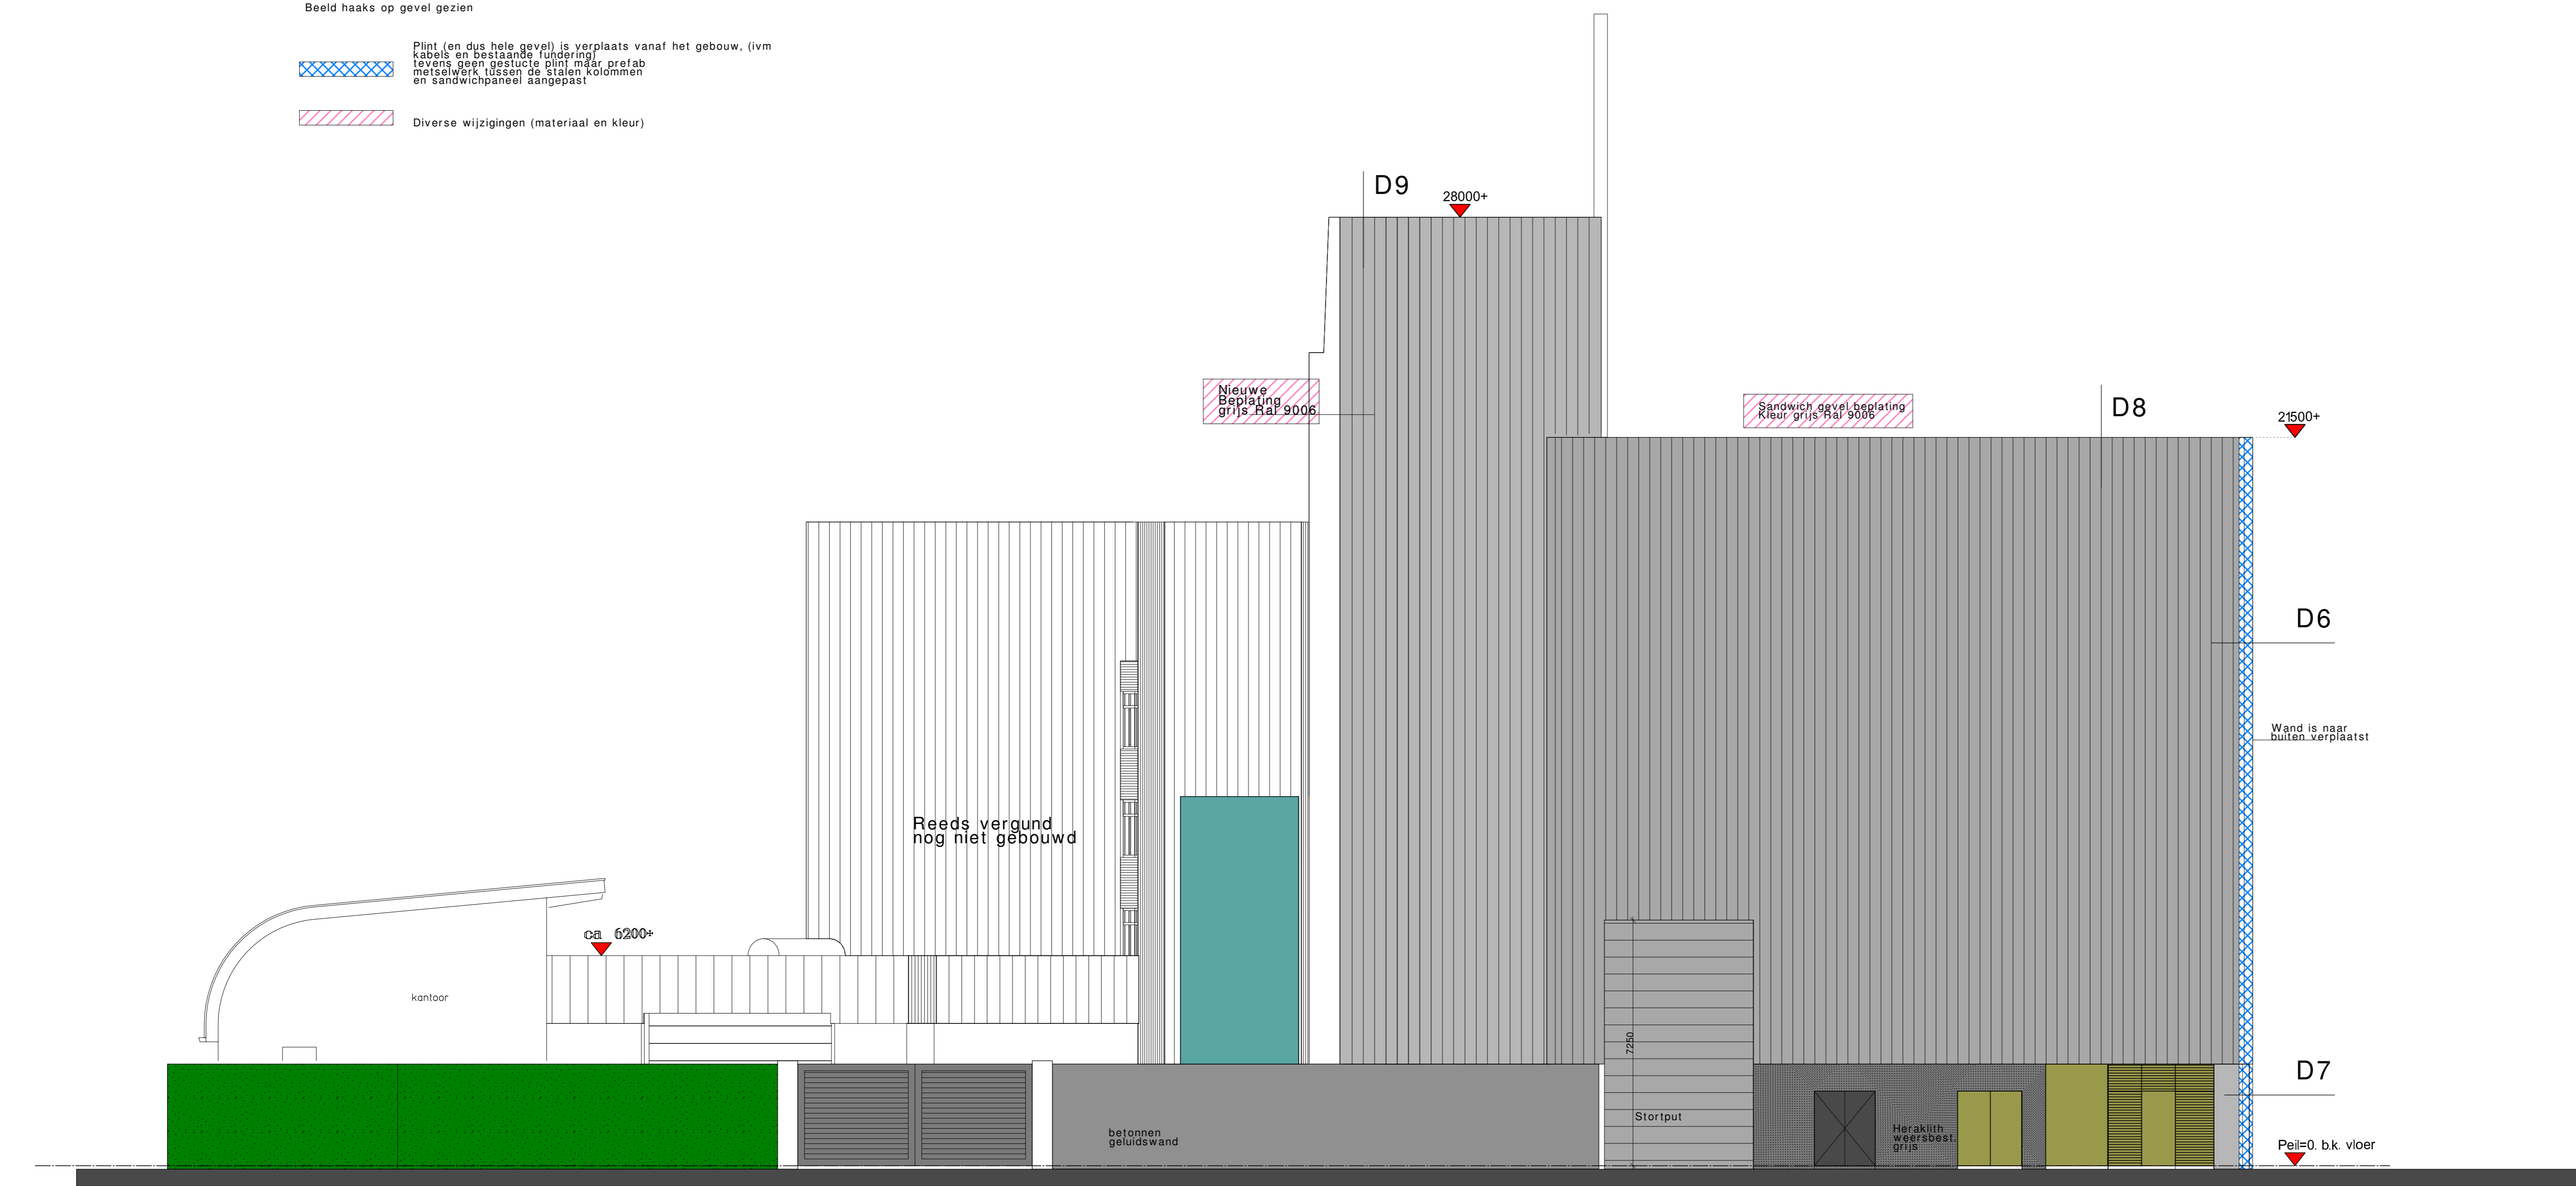 Beeld haaks op gevel gezien
Plint (en dus hele gevel) is verplaats vanaf het gebouw, (ivm
kabels en bestaande fundering)
tevens geen gestucte plint maar prefab
metselwerk tussen de stalen kolommen
en sandwichpaneel aangepast
Diverse wijzigingen (materiaal en kleur)
D9
28000+
Nieuwe
Beplating
grijs Ral 9006
Sandwich gevel beplating
Kleur grijs Ral 9006
D8
21500+
D6
Wand is naar
buiten verplaatst
Reeds vergund
nog niet gebouwd
ca 6200+
kantoor
7250
D7
Stortput
betonnen
geluidswand
Heraklith
weersbest.
grijs
Peil=0. b.k. vloer